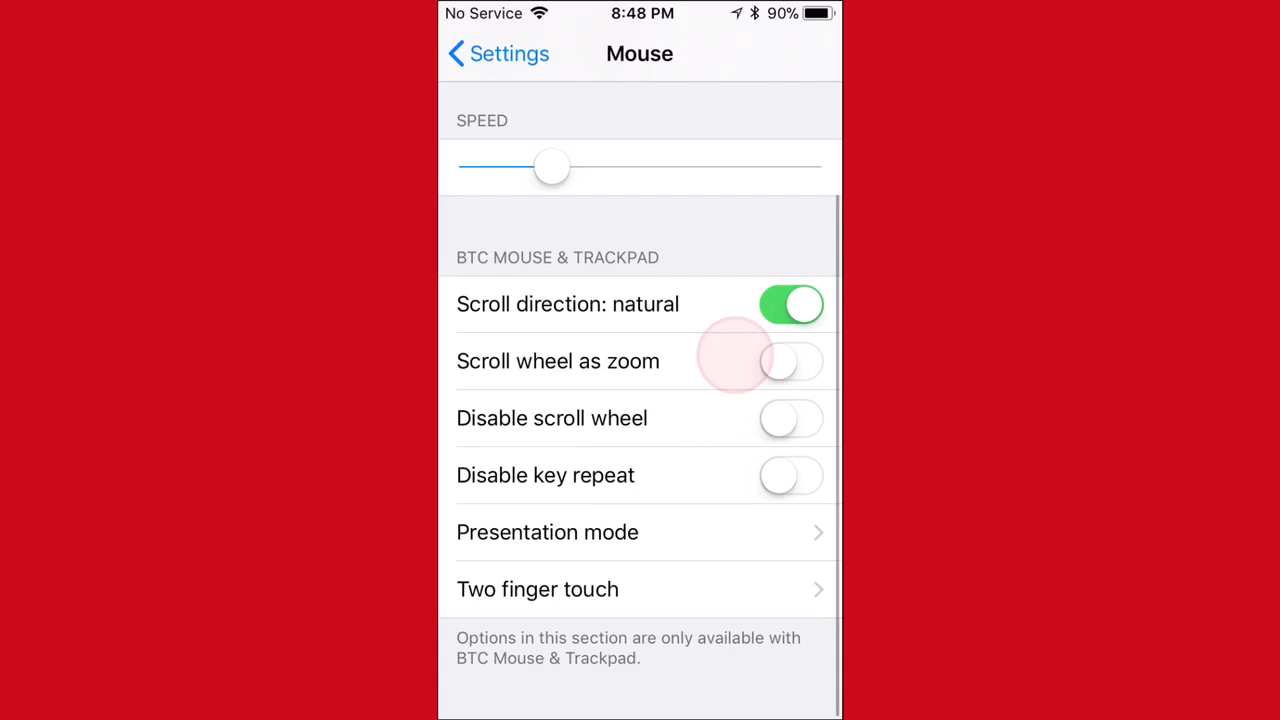 No Service 8:48 PM 90%
Settings Mouse
SPEED
BTC MOUSE & TRACKPAD
Scroll direction: natural
Scroll wheel as zoom
Disable scroll wheel
Disable key repeat
Presentation mode
Two finger touch
Options in this section are only available with
BTC Mouse & Trackpad.